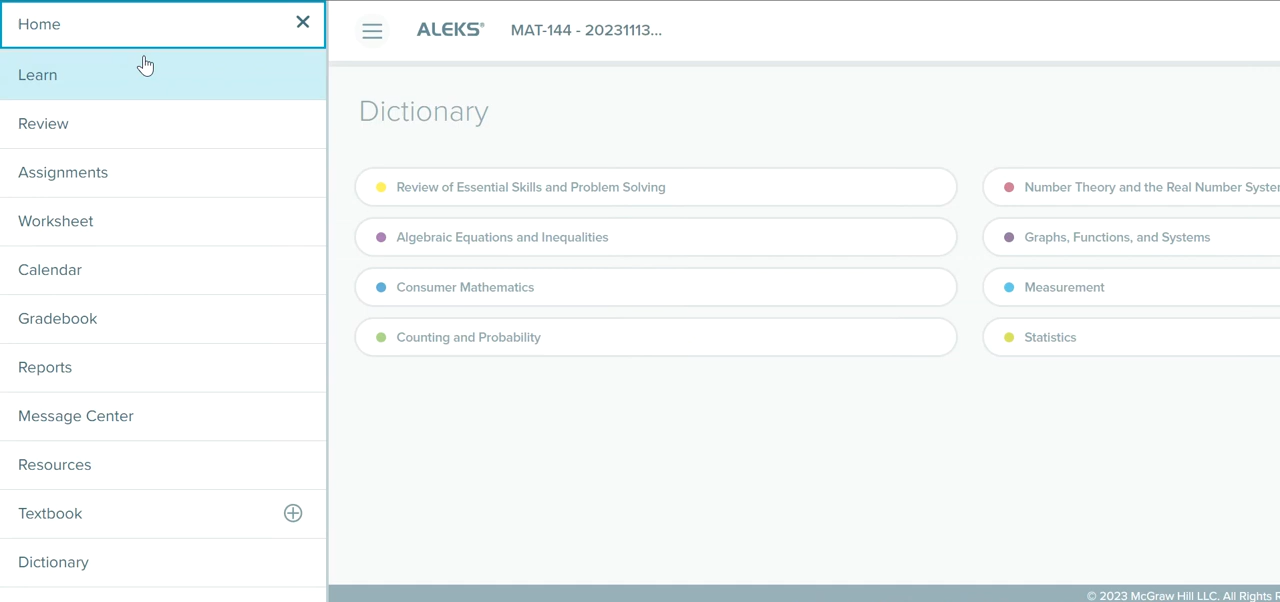 Home
Learn
Review
Assignments
Worksheet
Calendar
Gradebook
Reports
Message Center
Resources
Textbook
Dictionary
ALEKS® MAT-144 - 20231113...
Dictionary
Review of Essential Skills and Problem Solving
Algebraic Equations and Inequalities
Consumer Mathematics
Counting and Probability
Number Theory and the Real Number
Graphs, Functions, and Systems
Measurement
Statistics
© 2023 McGraw Hill LLC. All Rights